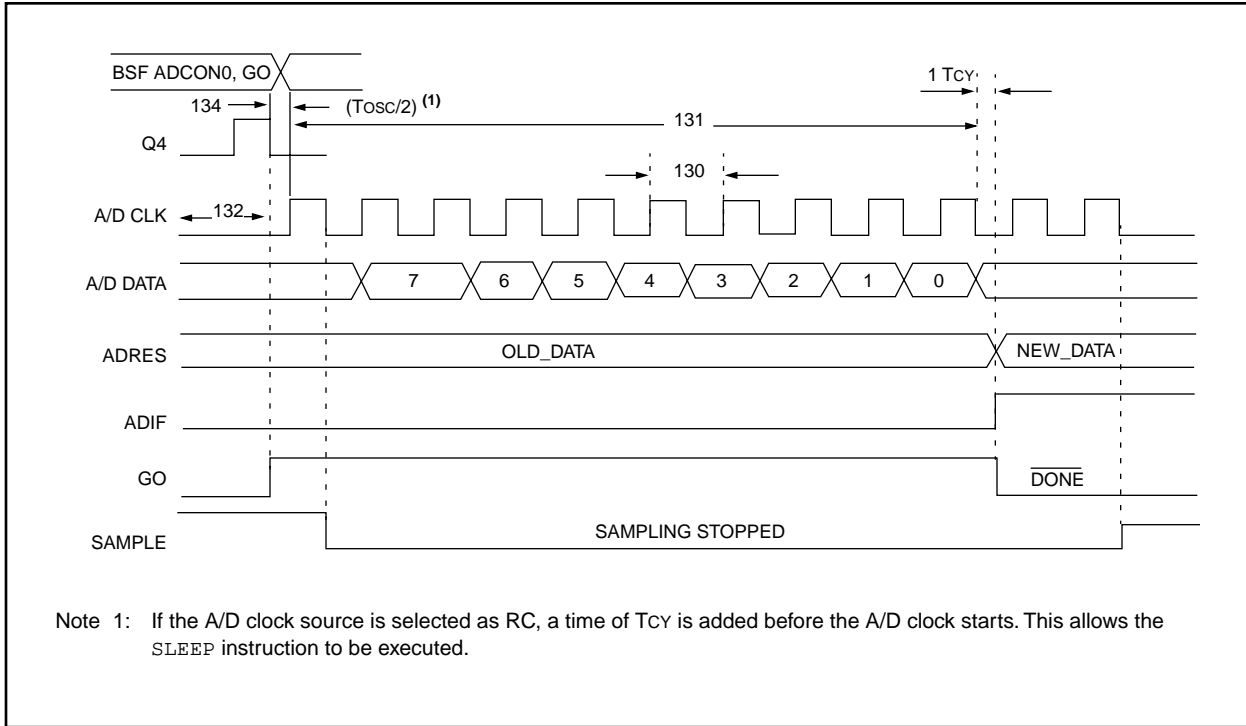 BSF ADCON0, GO
1 TCY
134 (TOSC/2) (1)
131
Q4
130
A/D CLK 132
A/D DATA 7 6 5 4 3 2 1 0
ADRES OLD_DATA NEW_DATA
ADIF
GO DONE
SAMPLE SAMPLING STOPPED
Note 1: If the A/D clock source is selected as RC, a time of TCY is added before the A/D clock starts. This allows the
SLEEP instruction to be executed.